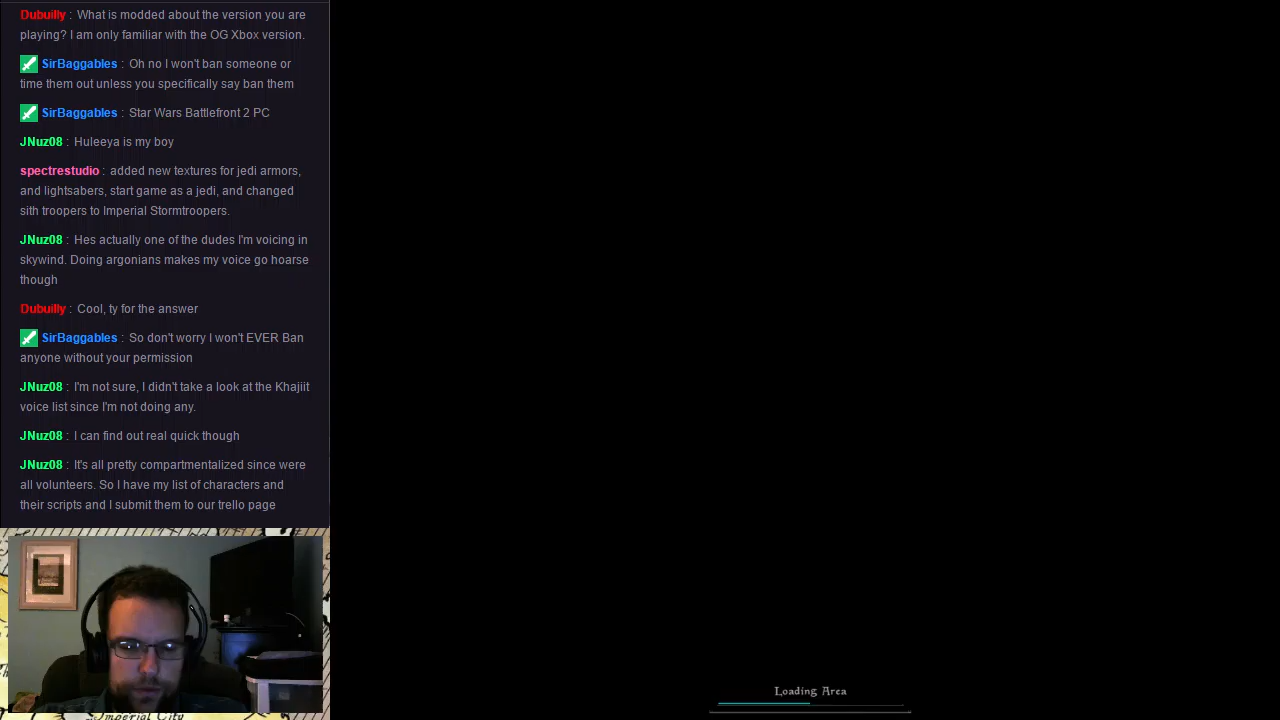 Dubuilly : What is modded about the version you are
playing? I am only familiar with the OG Xbox version.
SirBaggables : Oh no I won't ban someone or
time them out unless you specifically say ban them
SirBaggables : Star Wars Battlefront 2 PC
JNuz08 : Huleeya is my boy
spectrestudio : added new textures for jedi armors,
and lightsabers, start game as a jedi, and changed
sith troopers to Imperial Stormtroopers.
JNuz08 : Hes actually one of the dudes I'm voicing in
skywind. Doing argonians makes my voice go hoarse
though
Dubuilly : Cool, ty for the answer
SirBaggables : So don't worry I won't EVER Ban
anyone without your permission
JNuz08 : I'm not sure, I didn't take a look at the Khajiit
voice list since I'm not doing any.
JNuz08 : I can find out real quick though
JNuz08 : It's all pretty compartmentalized since were
all volunteers. So I have my list of characters and
their scripts and I submit them to our trello page
Loading Area
Imperial City